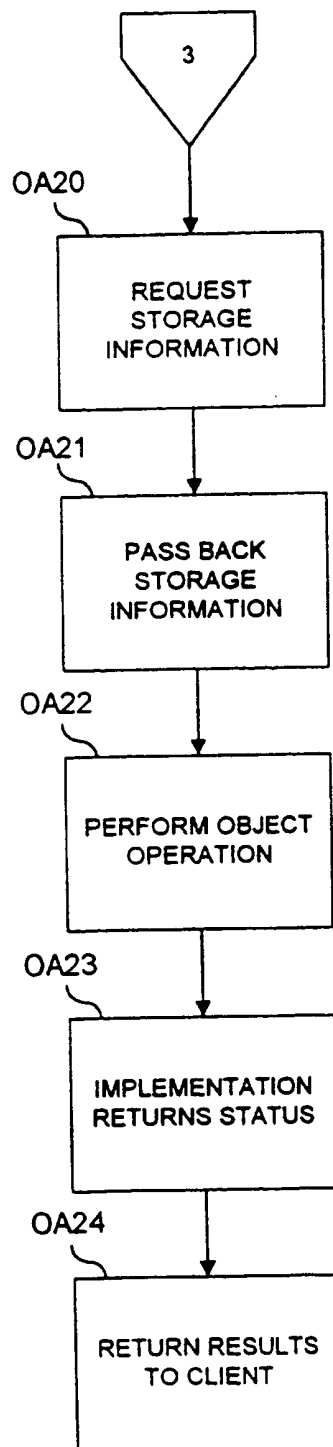 3
OA20
REQUEST
STORAGE
INFORMATION
OA21
PASS BACK
STORAGE
INFORMATION
OA22
PERFORM OBJECT
OPERATION
OA23
IMPLEMENTATION
RETURNS STATUS
OA24
RETURN RESULTS
TO CLIENT